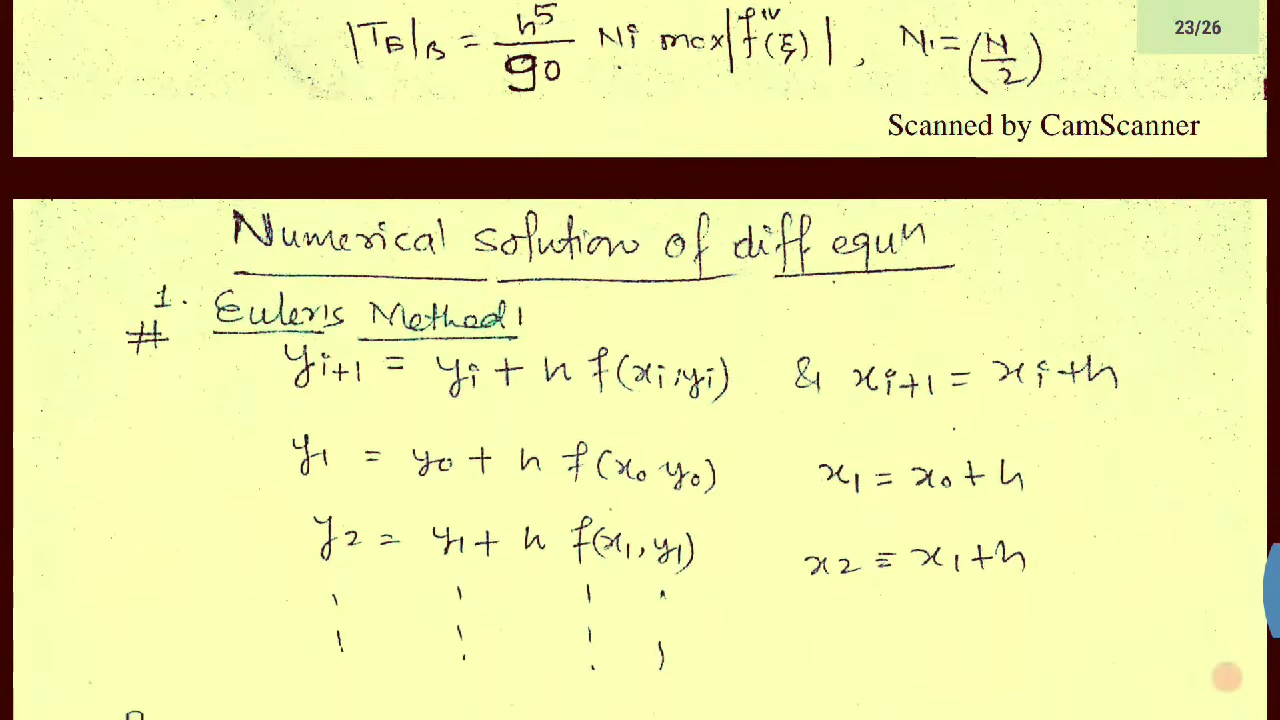 |T_E|_B = h^5/90 Ni max|f^iv(ξ)|, N_i = (N/2)
23/26
Scanned by CamScanner
Numerical solution of diff equn
1. Euler's Method:
#
y_{i+1} = y_i + h f(x_i, y_i) & x_{i+1} = x_i + h
y_1 = y_0 + h f(x_0 y_0) x_1 = x_0 + h
y_2 = y_1 + h f(x_1, y_1) x_2 = x_1 + h